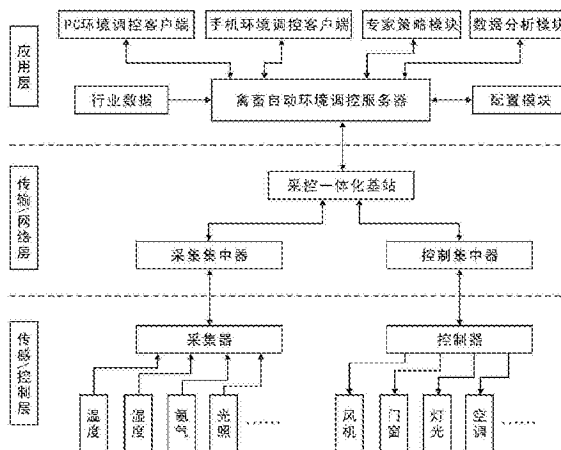 PC环境调控客户端
手机环境调控客户端
专家策略模块
数据分析模块
应用层
行业数据
禽畜自动环境调控服务器
配置模块
传输\网络层
采控一体化基站
采集集中器
控制集中器
传感\控制层
采集器
控制器
温度
湿度
氨气
光照
……
风机
门窗
灯光
空调
……